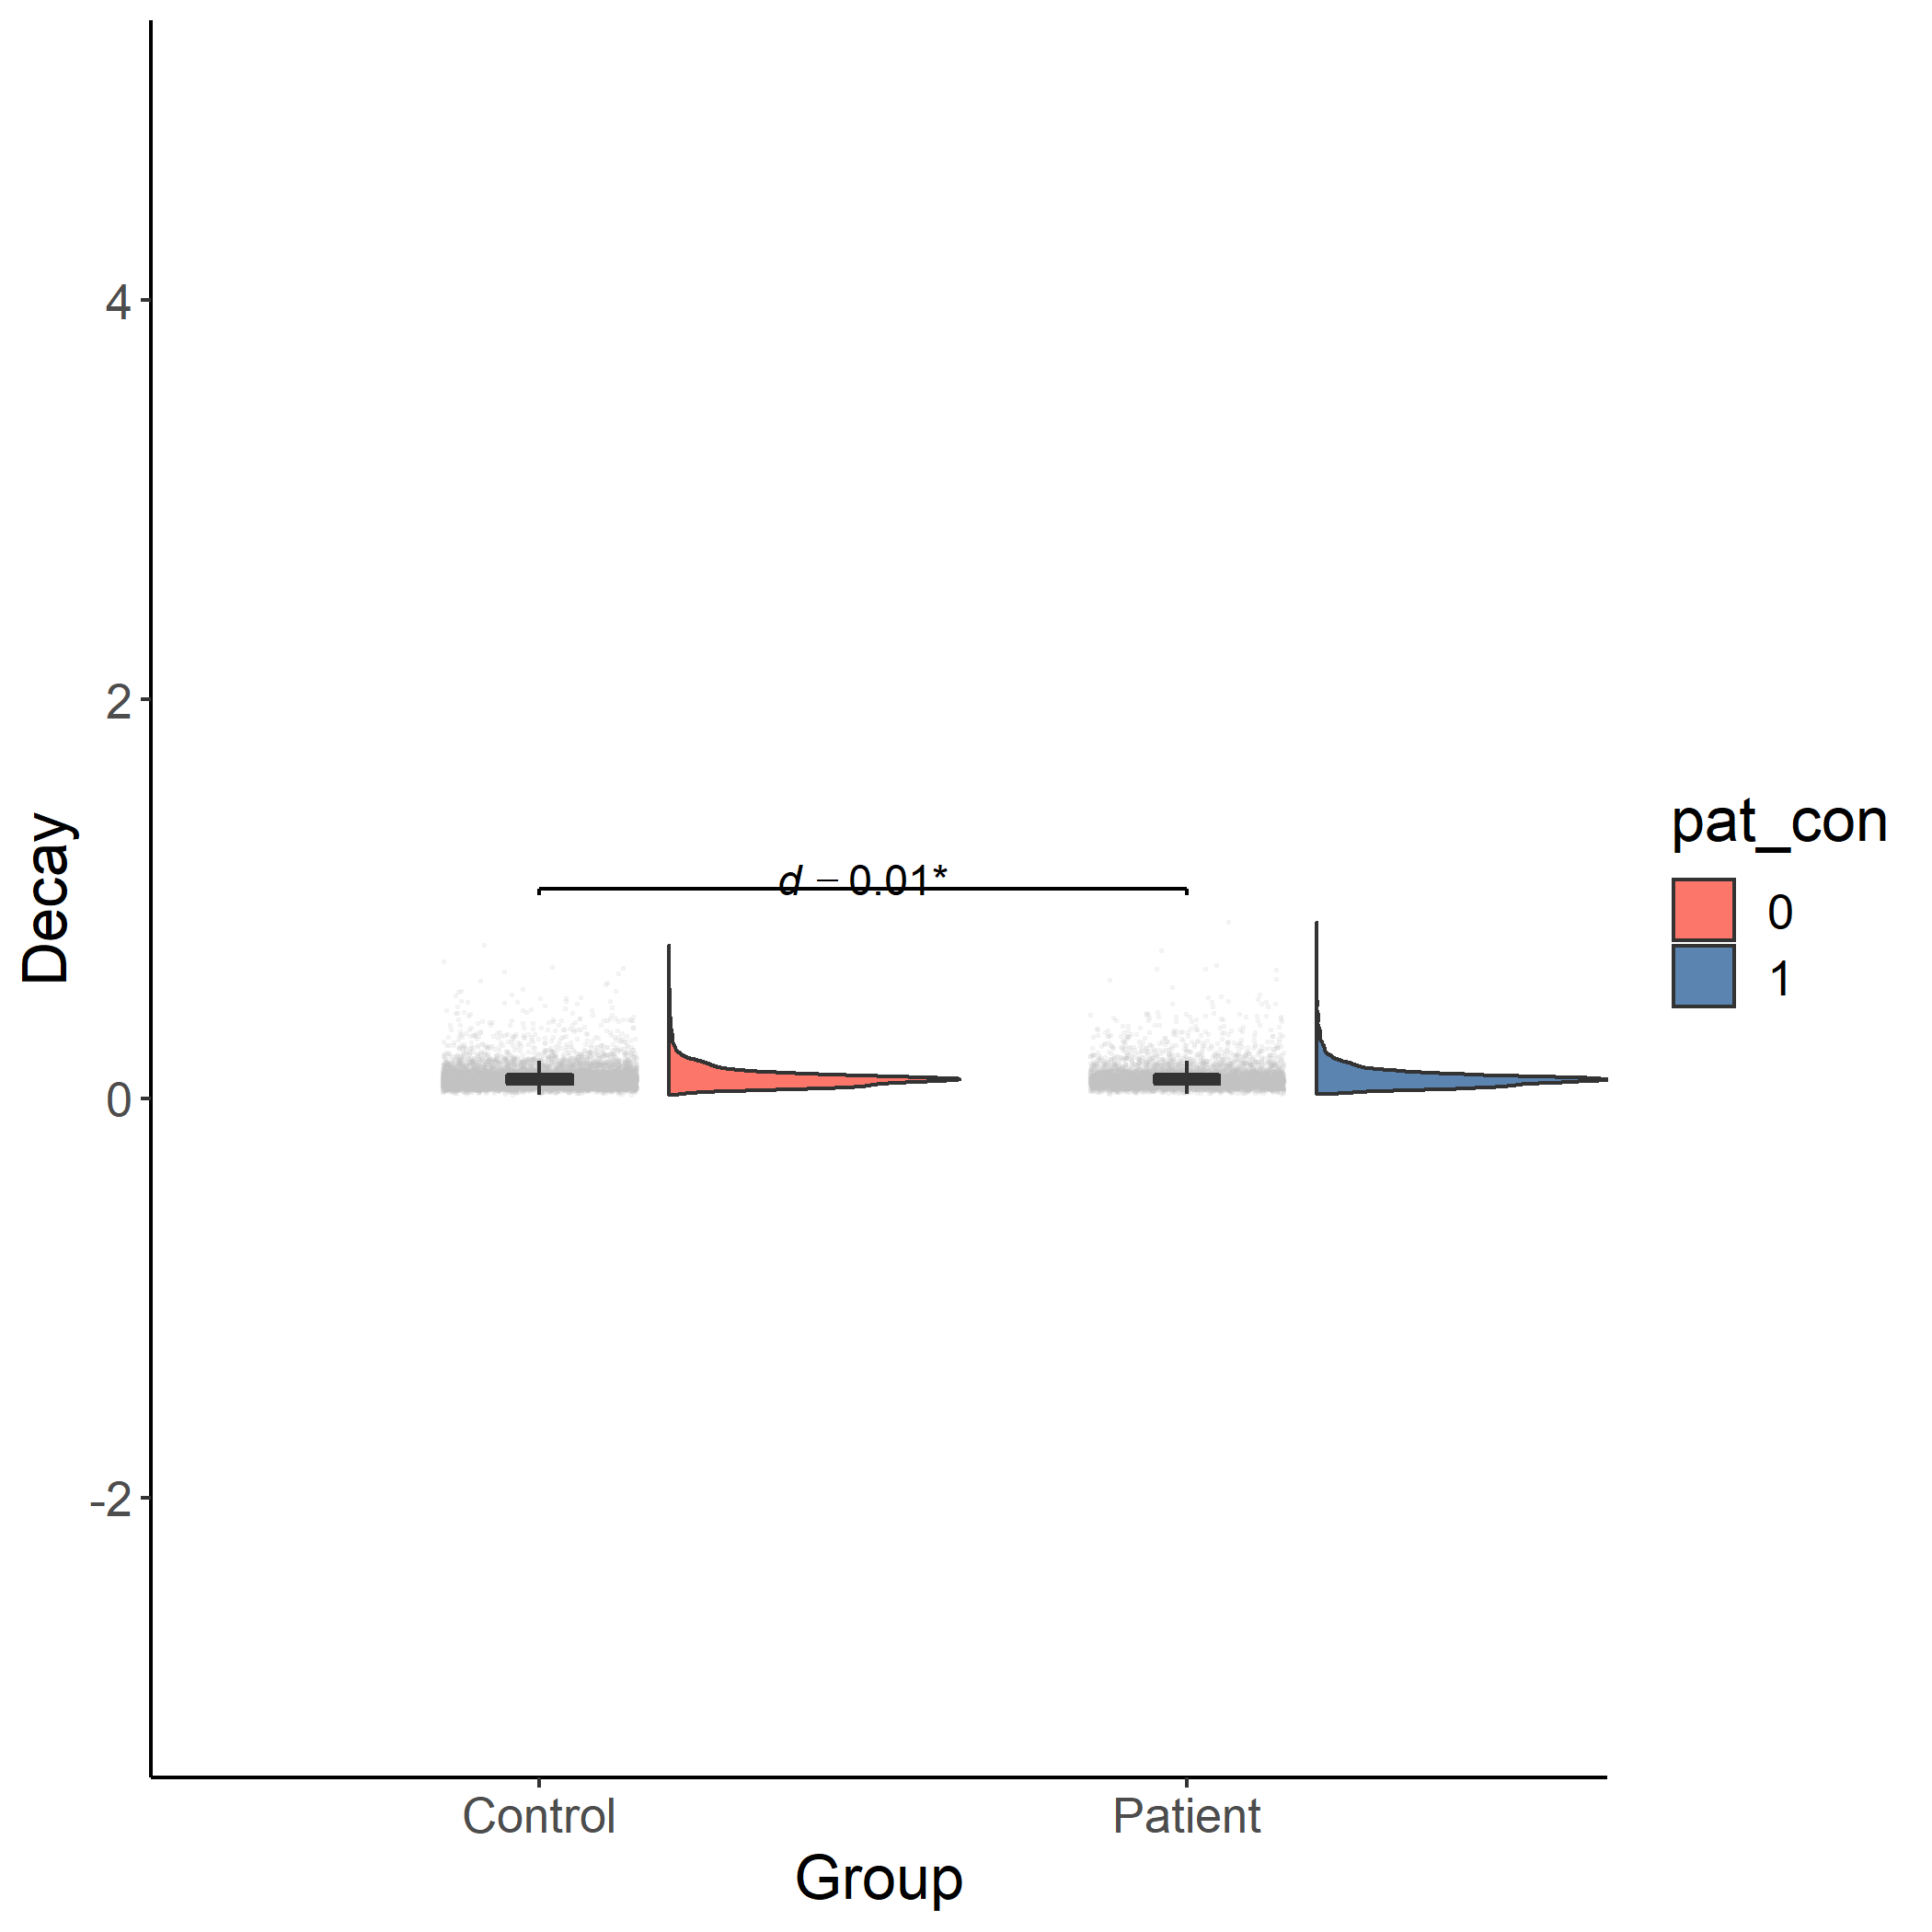 4
2
0
-2
Decay
d – 0.01*
Control
Patient
Group
pat_con
0
1